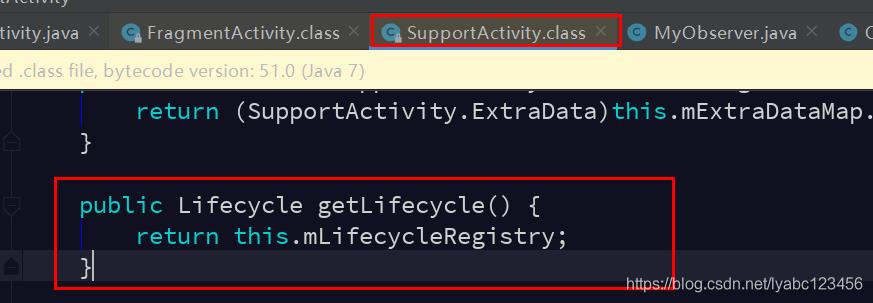 tActivity
tivity.java × FragmentActivity.class × SupportActivity.class × MyObserver.java × C
ed .class file, bytecode version: 51.0 (Java 7)
return (SupportActivity.ExtraData)this.mExtraDataMap.
}
public Lifecycle getLifecycle() {
return this.mLifecycleRegistry;
}
https://blog.csdn.net/lyabc123456